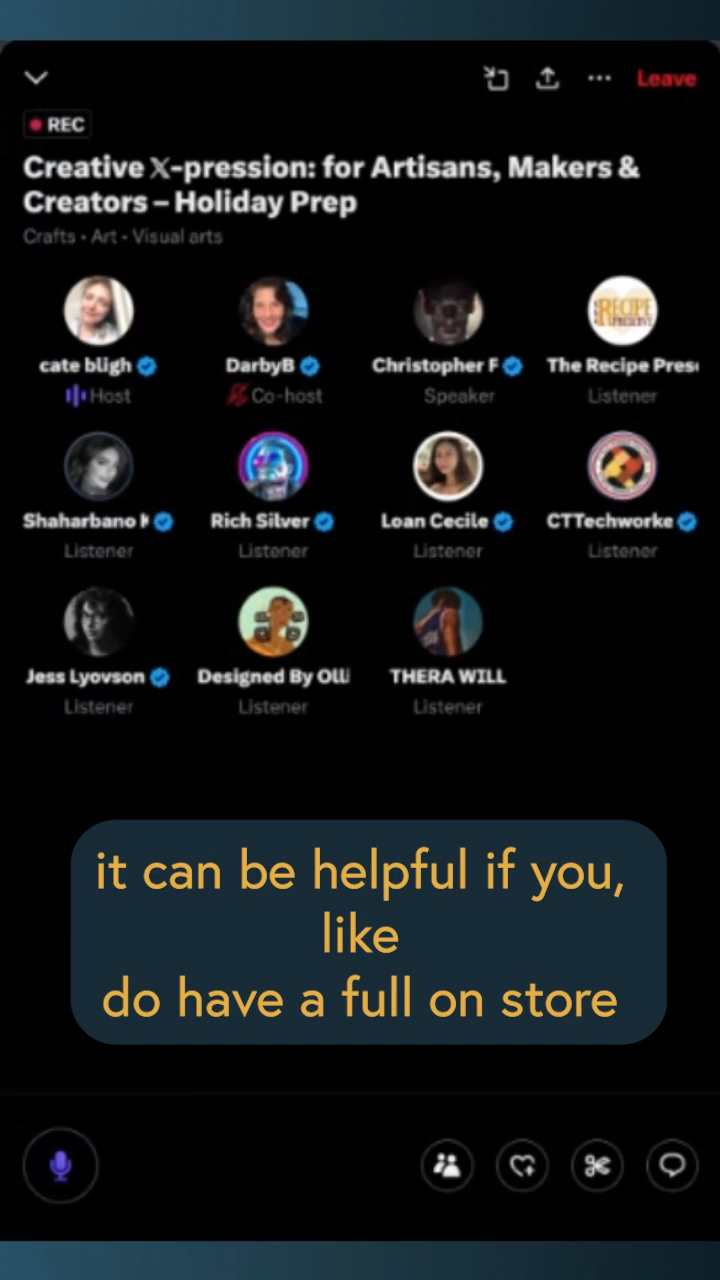 Leave
REC
Creative 𝕏-pression: for Artisans, Makers &
Creators – Holiday Prep
Crafts • Art • Visual arts
cate bligh DarbyB Christopher F The Recipe Pres
Host Co-host Speaker Listener
RECIPE
Shaharbano Rich Silver Loan Cecile CTTechworke
Listener Listener Listener Listener
Jess Lyovson Designed By Olli THERA WILL
Listener Listener Listener
it can be helpful if you,
like
do have a full on store